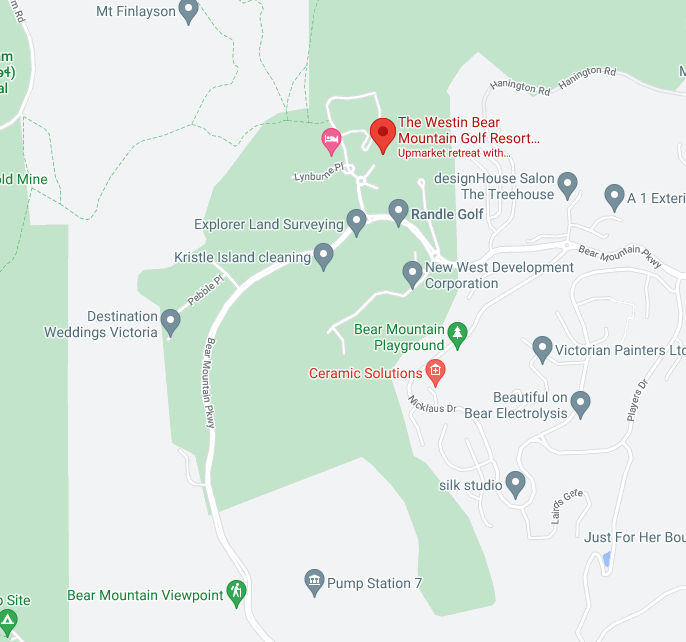 m Rd
Mt Finlayson
am
al
Hanington Rd
Hanington Rd
The Westin Bear
Mountain Golf Resort...
Upmarket retreat with...
Lynburne Pl
old Mine
designHouse Salon
The Treehouse
A 1 Exteri
Randle Golf
Explorer Land Surveying
Kristle Island cleaning
Bear Mountain Pkwy
New West Development
Corporation
Pebble Pl
Destination
Weddings Victoria
Bear Mountain
Playground
Bear Mountain Pkwy
Victorian Painters Ltd
Ceramic Solutions
Players Dr
Nicklaus Dr
Beautiful on
Bear Electrolysis
silk studio
Laird's Gate
Just For Her Bou
Pump Station 7
Bear Mountain Viewpoint
o Site